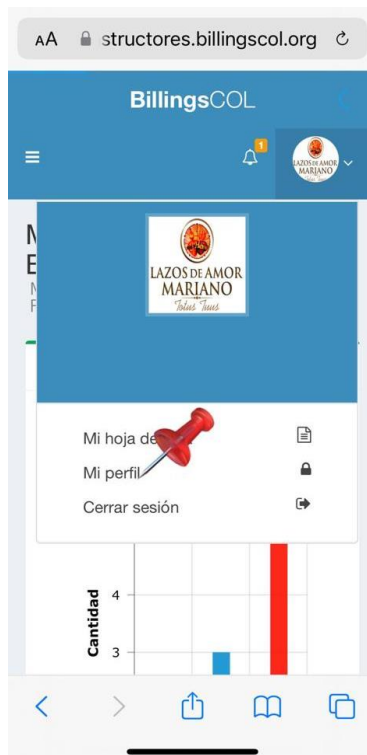 AA structores.billingscol.org
BillingsCOL
1
LAZOS DE AMOR
MARIANO
M
E
M
F
LAZOS DE AMOR
MARIANO
Totus Tuus
Mi hoja de
Mi perfil
Cerrar sesión
Cantidad
4
3